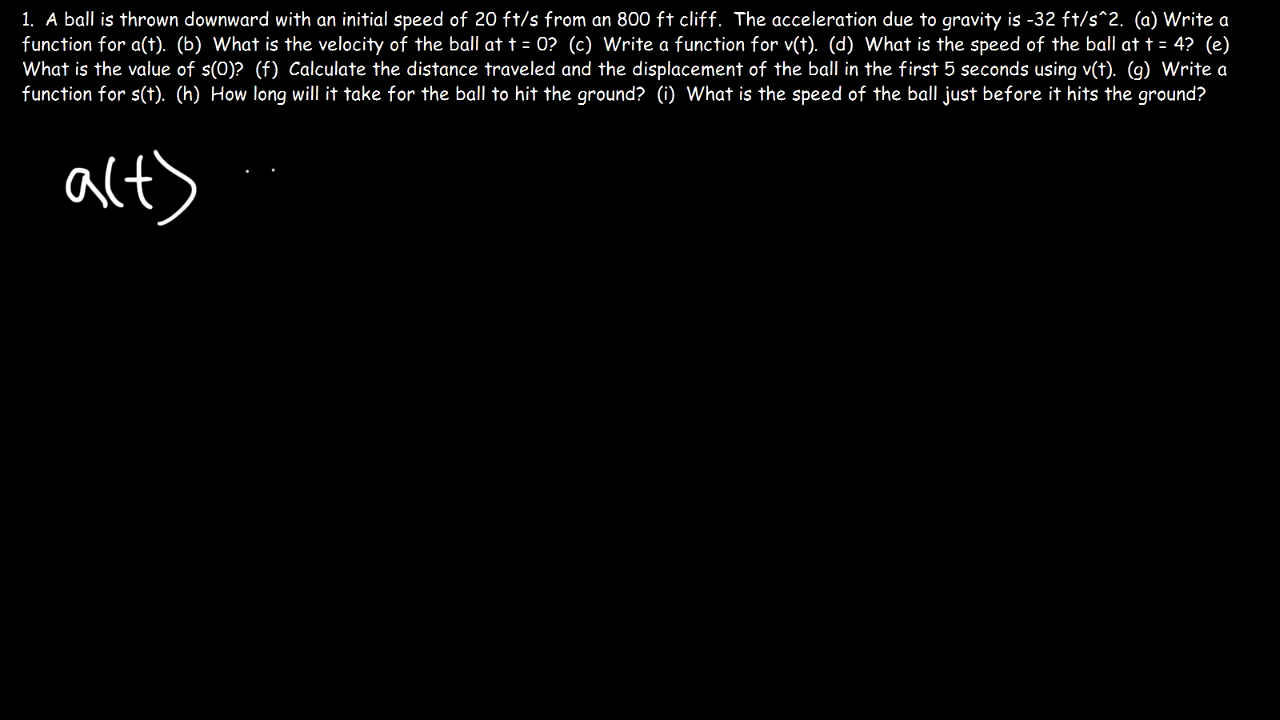 1. A ball is thrown downward with an initial speed of 20 ft/s from an 800 ft cliff. The acceleration due to gravity is -32 ft/s^2. (a) Write a
function for a(t). (b) What is the velocity of the ball at t = 0? (c) Write a function for v(t). (d) What is the speed of the ball at t = 4? (e)
What is the value of s(0)? (f) Calculate the distance traveled and the displacement of the ball in the first 5 seconds using v(t). (g) Write a
function for s(t). (h) How long will it take for the ball to hit the ground? (i) What is the speed of the ball just before it hits the ground?
a(t)